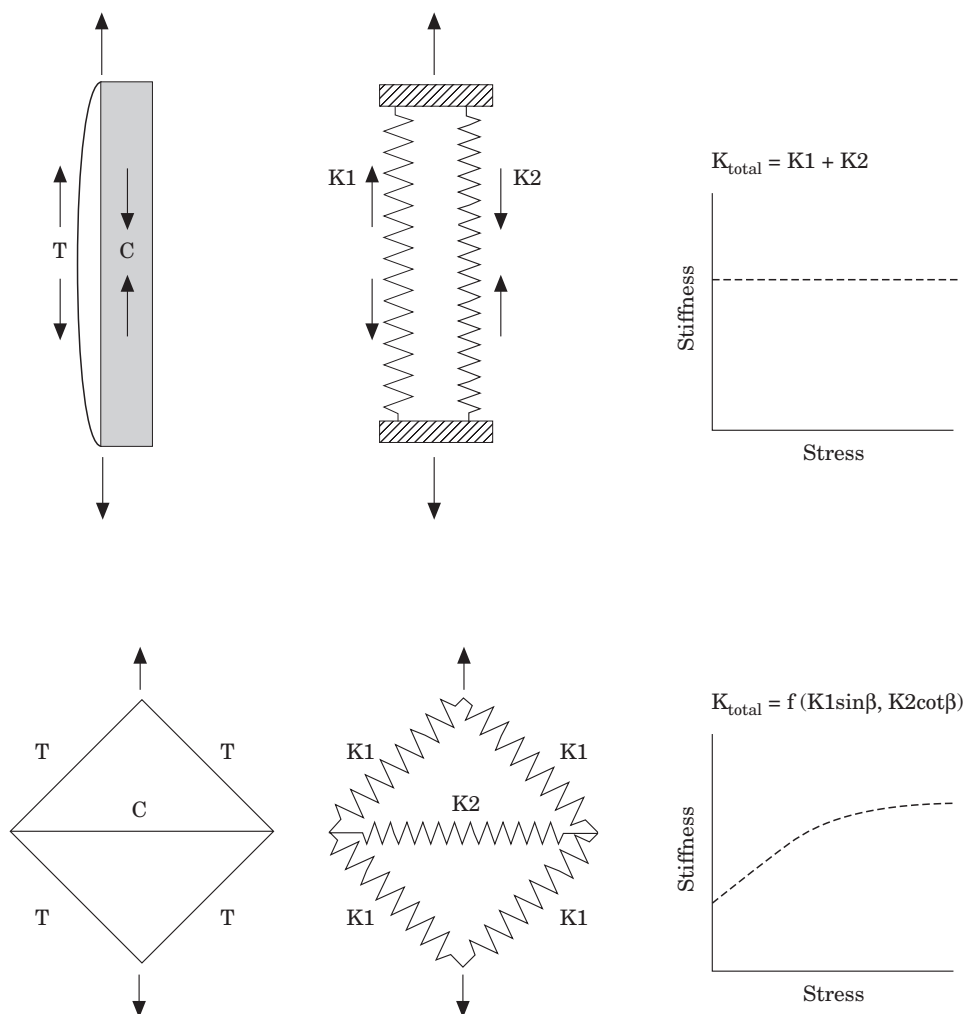 T
C
K1
K2
K_total = K1 + K2
Stiffness
Stress
T
T
C
T
T
K1
K1
K2
K1
K1
K_total = f (K1sinβ, K2cotβ)
Stiffness
Stress